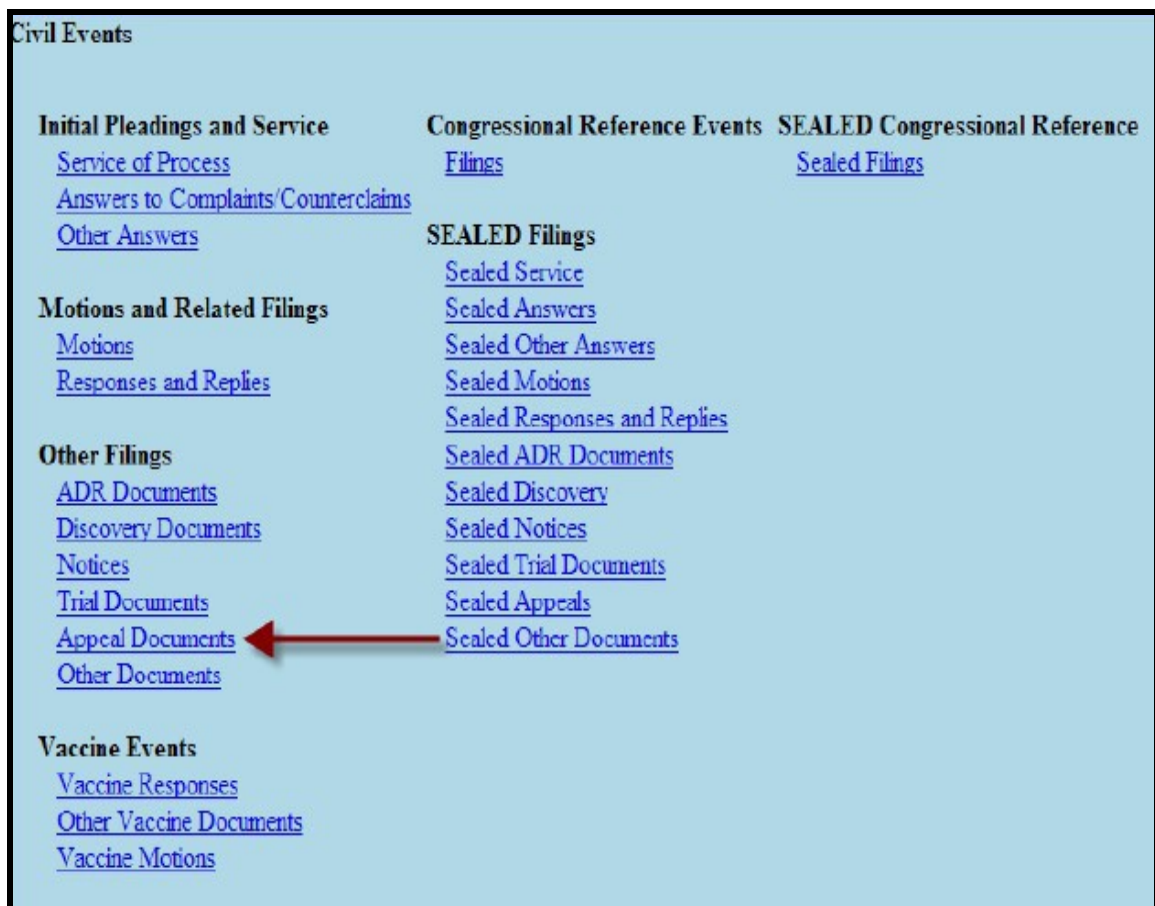 Civil Events
Initial Pleadings and Service
Service of Process
Answers to Complaints/Counterclaims
Other Answers
Motions and Related Filings
Motions
Responses and Replies
Other Filings
ADR Documents
Discovery Documents
Notices
Trial Documents
Appeal Documents
Other Documents
Vaccine Events
Vaccine Responses
Other Vaccine Documents
Vaccine Motions
Congressional Reference Events
Filings
SEALED Filings
Sealed Service
Sealed Answers
Sealed Other Answers
Sealed Motions
Sealed Responses and Replies
Sealed ADR Documents
Sealed Discovery
Sealed Notices
Sealed Trial Documents
Sealed Appeals
Sealed Other Documents
SEALED Congressional Reference
Sealed Filings